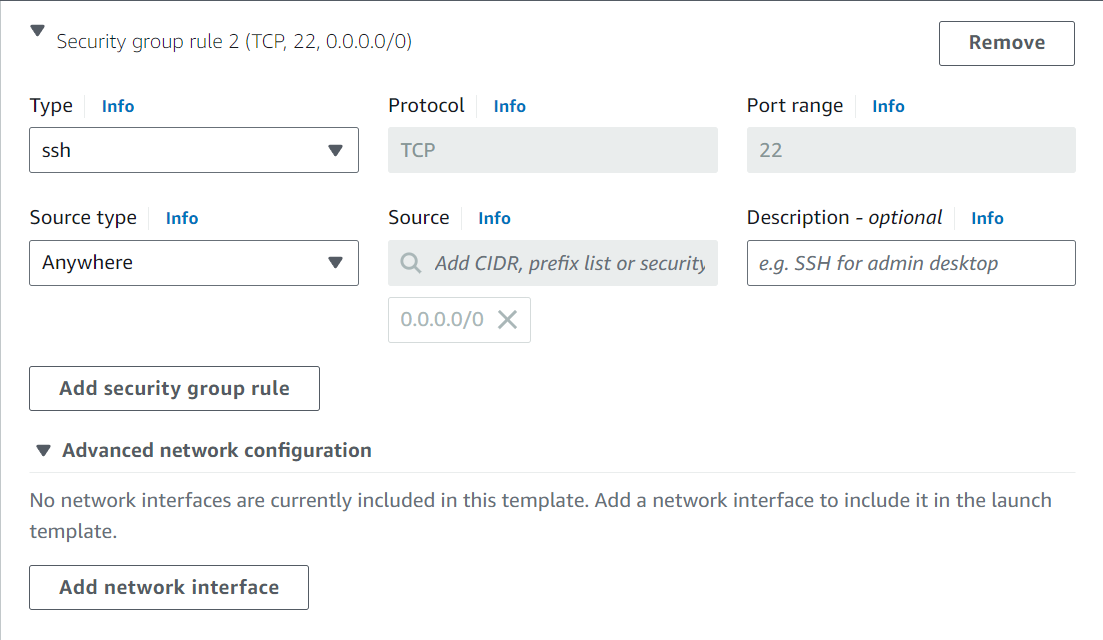 Security group rule 2 (TCP, 22, 0.0.0.0/0)
Remove
Type Info
Protocol Info
Port range Info
ssh
TCP
22
Source type Info
Source Info
Description - optional Info
Anywhere
Add CIDR, prefix list or security
e.g. SSH for admin desktop
0.0.0.0/0
Add security group rule
Advanced network configuration
No network interfaces are currently included in this template. Add a network interface to include it in the launch
template.
Add network interface